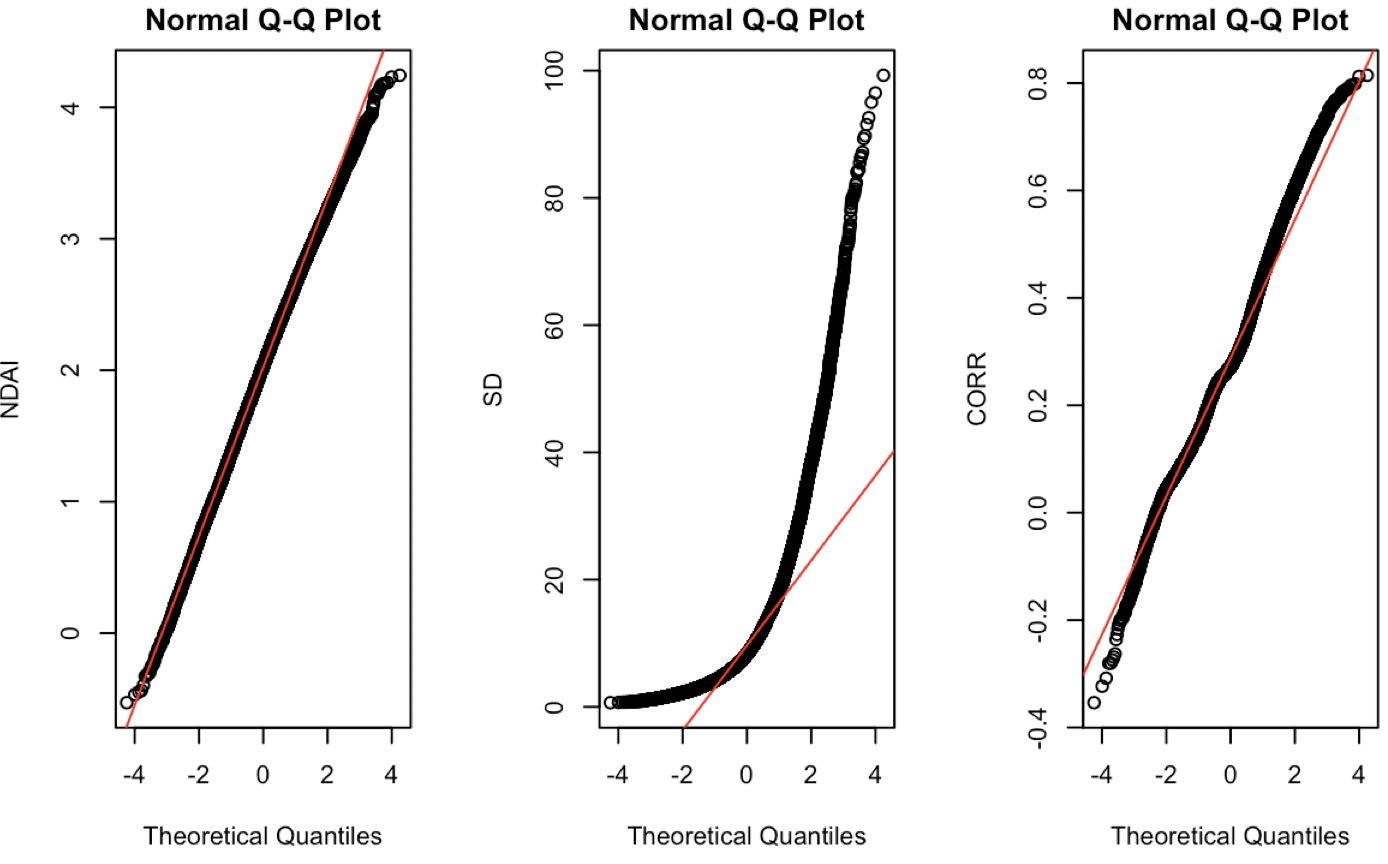 Normal Q-Q Plot
NDAI
4
3
2
1
0
-4 -2 0 2 4
Theoretical Quantiles
Normal Q-Q Plot
SD
100
80
60
40
20
0
-4 -2 0 2 4
Theoretical Quantiles
Normal Q-Q Plot
CORR
0.8
0.6
0.4
0.2
0.0
-0.2
-0.4
-4 -2 0 2 4
Theoretical Quantiles